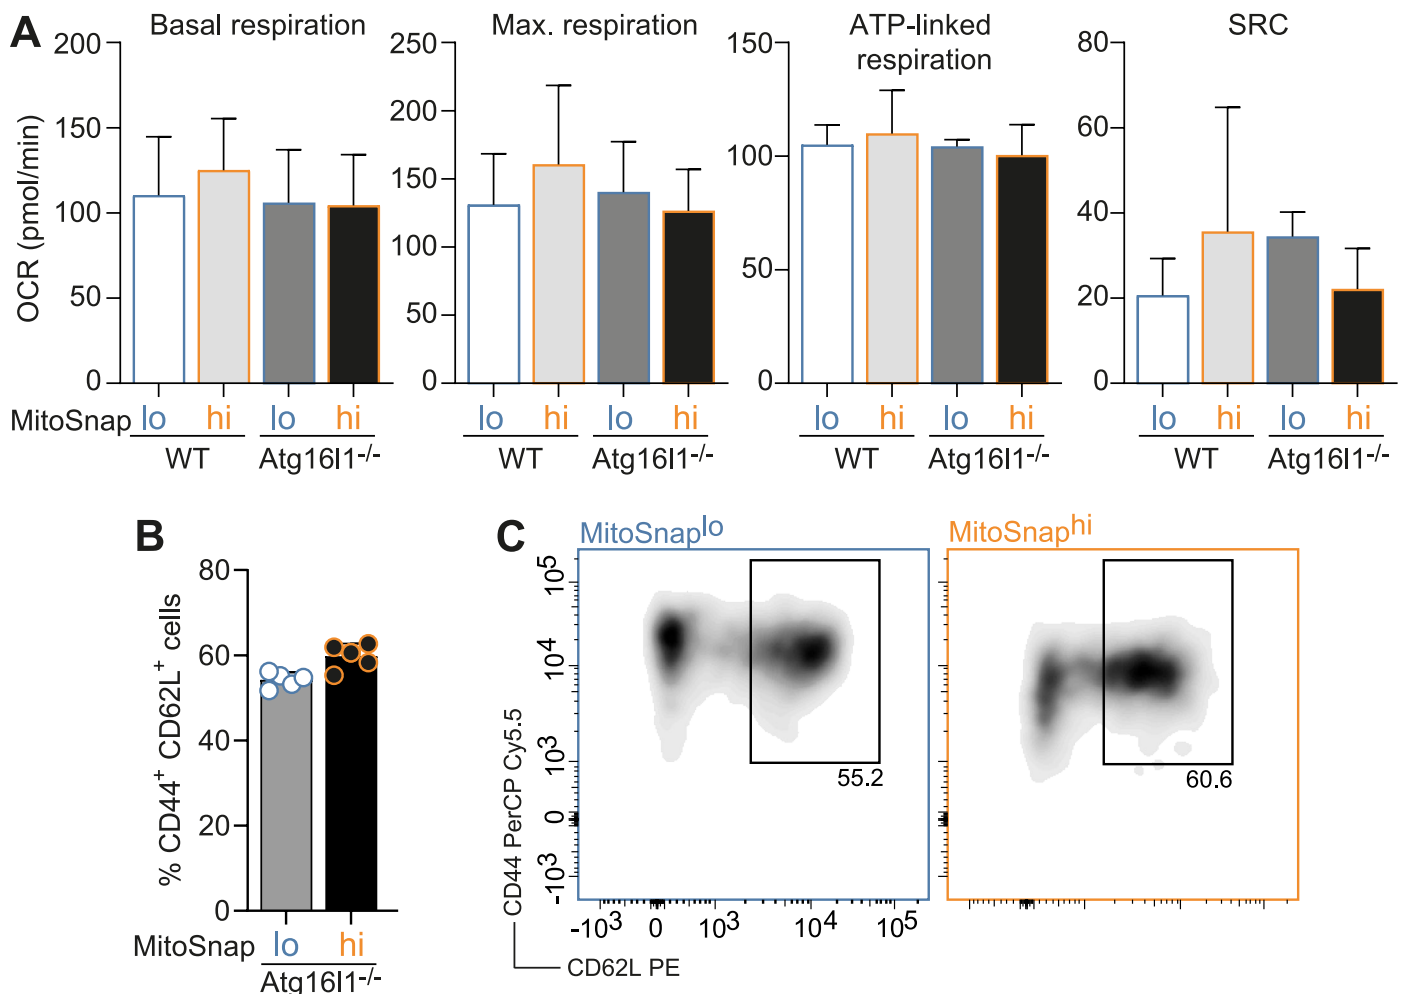 A
Basal respiration
Max. respiration
ATP-linked
respiration
SRC
OCR (pmol/min)
200
150
100
50
0
250
200
150
100
50
0
150
100
50
0
80
60
40
20
0
MitoSnap lo hi lo hi lo hi lo hi lo hi lo hi lo hi lo hi
WT Atg16l1-/- WT Atg16l1-/- WT Atg16l1-/- WT Atg16l1-/-
B
% CD44+ CD62L+ cells
80
60
40
20
0
MitoSnap lo hi
Atg16l1-/-
C
MitoSnaplo
MitoSnaphi
CD44 PerCP Cy5.5
105
104
103
0
-103
55.2
60.6
-103 0 103 104 105
CD62L PE